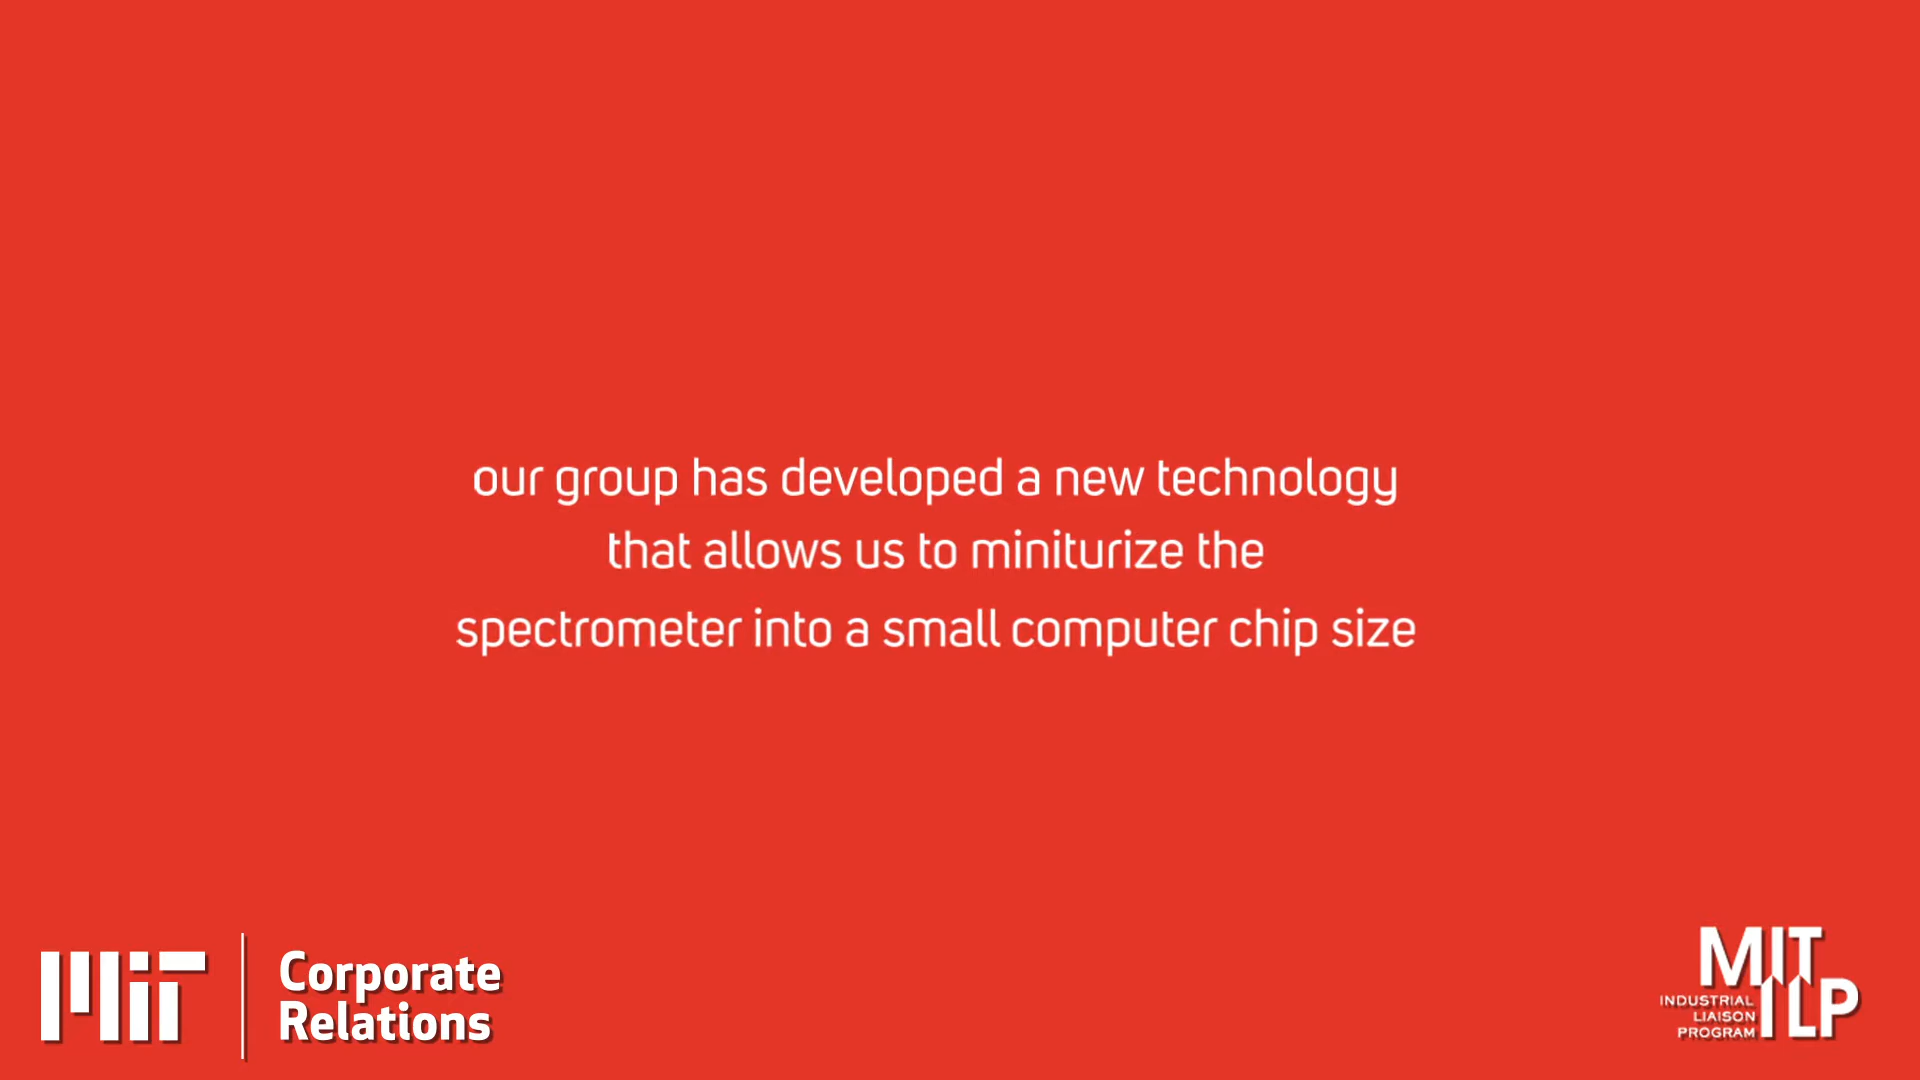 our group has developed a new technology
that allows us to miniturize the
spectrometer into a small computer chip size
MIT
Corporate
Relations
MIT
ILP
INDUSTRIAL
LIAISON
PROGRAM